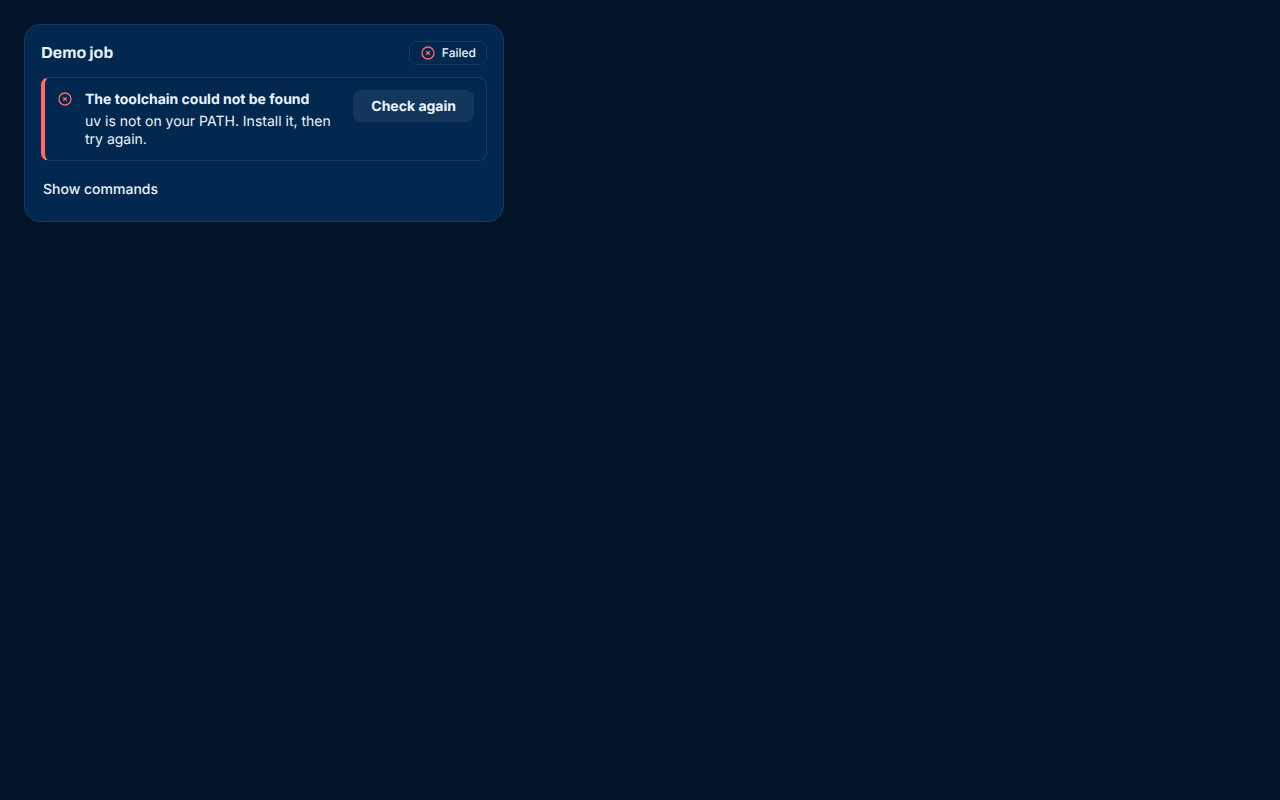 Demo job
Failed
The toolchain could not be found
Check again
uv is not on your PATH. Install it, then
try again.
Show commands